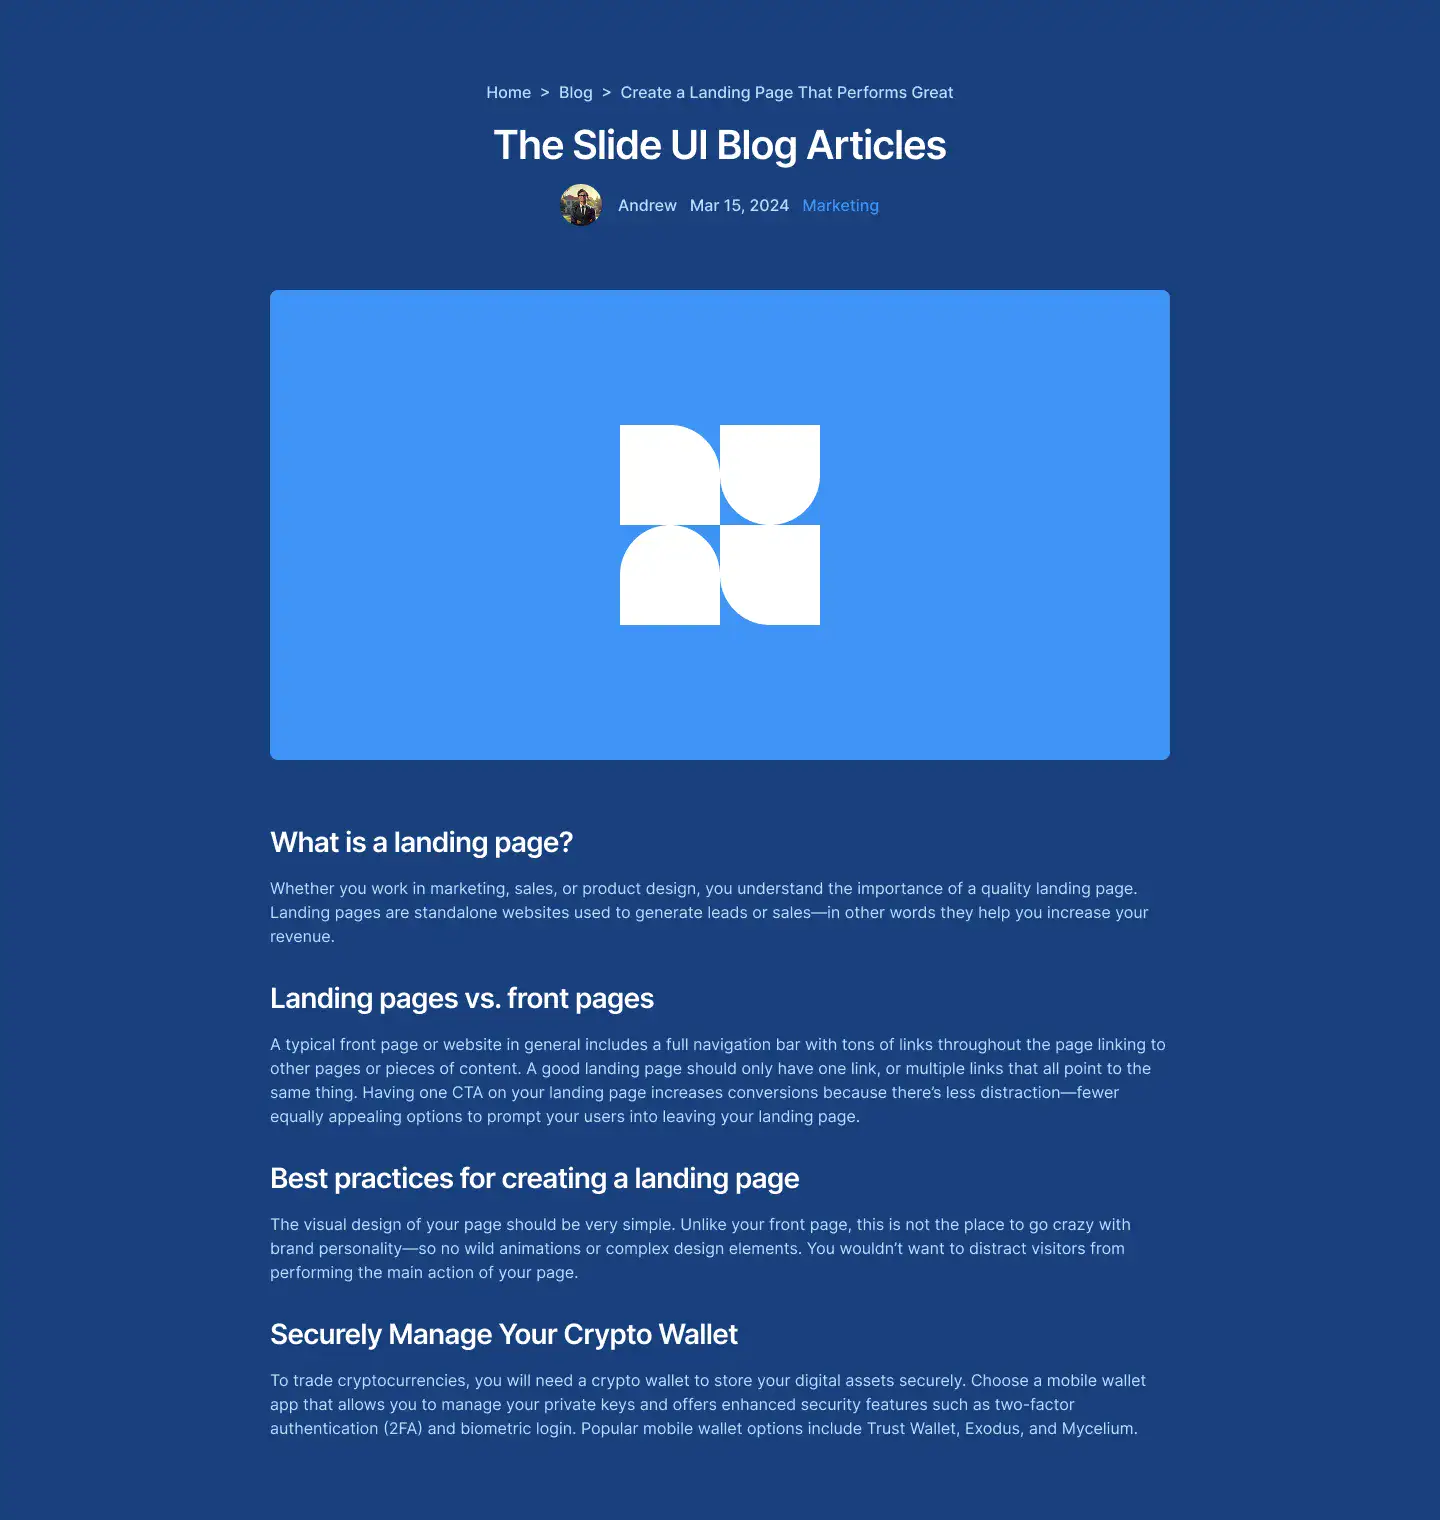 Home > Blog > Create a Landing Page That Performs Great
The Slide UI Blog Articles
Andrew Mar 15, 2024 Marketing
What is a landing page?
Whether you work in marketing, sales, or product design, you understand the importance of a quality landing page.
Landing pages are standalone websites used to generate leads or sales—in other words they help you increase your
revenue.
Landing pages vs. front pages
A typical front page or website in general includes a full navigation bar with tons of links throughout the page linking to
other pages or pieces of content. A good landing page should only have one link, or multiple links that all point to the
same thing. Having one CTA on your landing page increases conversions because there’s less distraction—fewer
equally appealing options to prompt your users into leaving your landing page.
Best practices for creating a landing page
The visual design of your page should be very simple. Unlike your front page, this is not the place to go crazy with
brand personality—so no wild animations or complex design elements. You wouldn’t want to distract visitors from
performing the main action of your page.
Securely Manage Your Crypto Wallet
To trade cryptocurrencies, you will need a crypto wallet to store your digital assets securely. Choose a mobile wallet
app that allows you to manage your private keys and offers enhanced security features such as two-factor
authentication (2FA) and biometric login. Popular mobile wallet options include Trust Wallet, Exodus, and Mycelium.